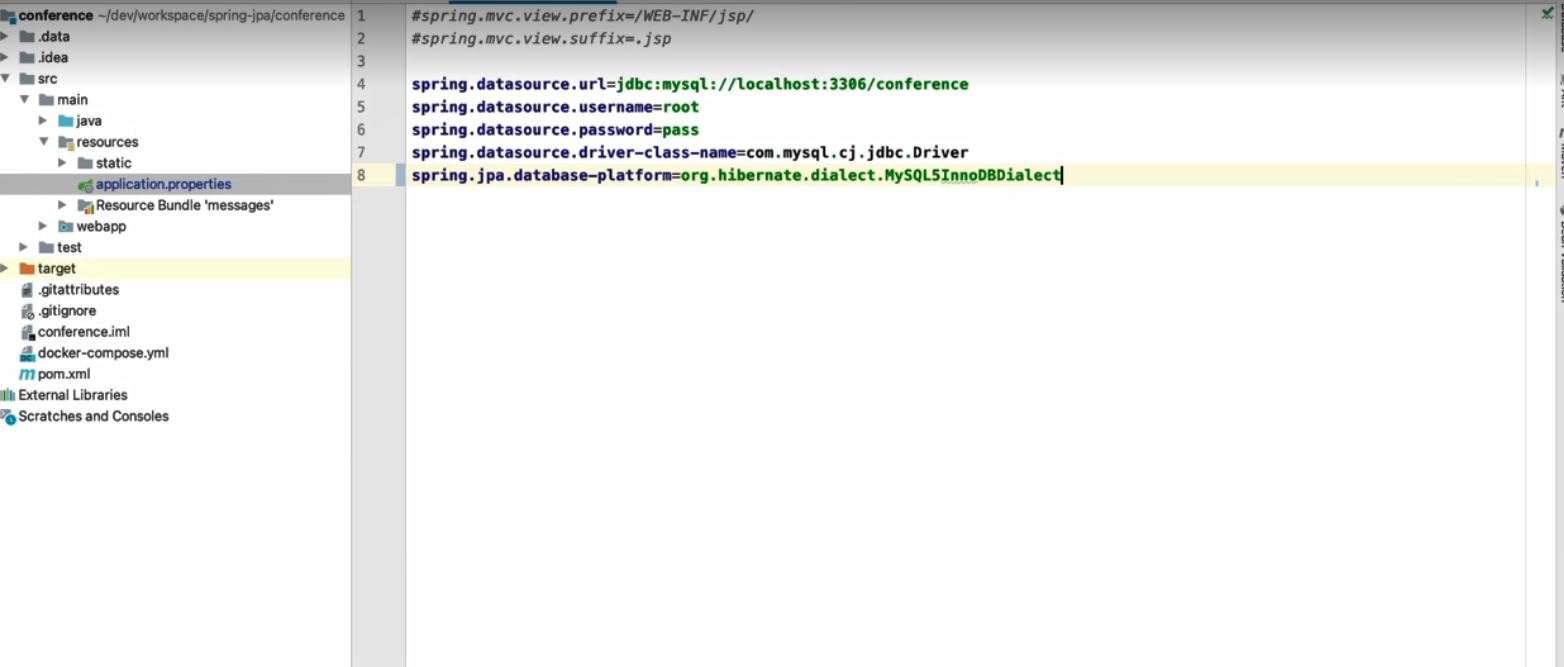 conference ~/dev/workspace/spring-jpa/conference
.data
.idea
src
main
java
resources
static
application.properties
Resource Bundle 'messages'
webapp
test
target
.gitattributes
.gitignore
conference.iml
docker-compose.yml
pom.xml
External Libraries
Scratches and Consoles
1 #spring.mvc.view.prefix=/WEB-INF/jsp/
2 #spring.mvc.view.suffix=.jsp
3
4 spring.datasource.url=jdbc:mysql://localhost:3306/conference
5 spring.datasource.username=root
6 spring.datasource.password=pass
7 spring.datasource.driver-class-name=com.mysql.cj.jdbc.Driver
8 spring.jpa.database-platform=org.hibernate.dialect.MySQL5InnoDBDialect